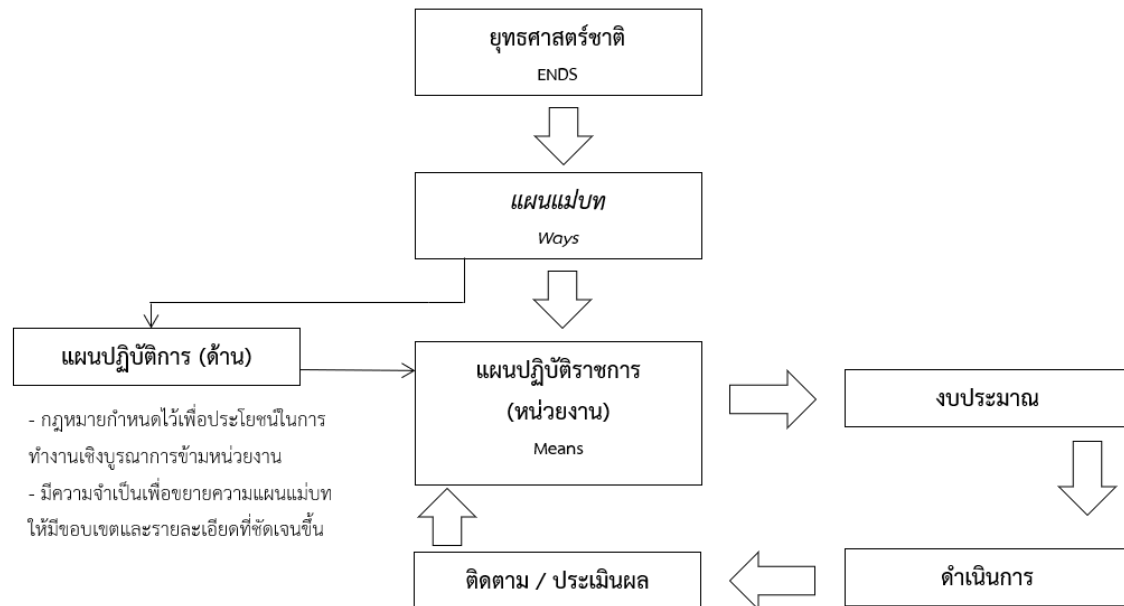 ยุทธศาสตร์ชาติ
ENDS
แผนแม่บท
Ways
แผนปฏิบัติการ (ด้าน)
- กฎหมายกำหนดไว้เพื่อประโยชน์ในการ
ทำงานเชิงบูรณาการข้ามหน่วยงาน
- มีความจำเป็นเพื่อขยายความแผนแม่บท
ให้มีขอบเขตและรายละเอียดที่ชัดเจนขึ้น
แผนปฏิบัติราชการ
(หน่วยงาน)
Means
งบประมาณ
ดำเนินการ
ติดตาม / ประเมินผล